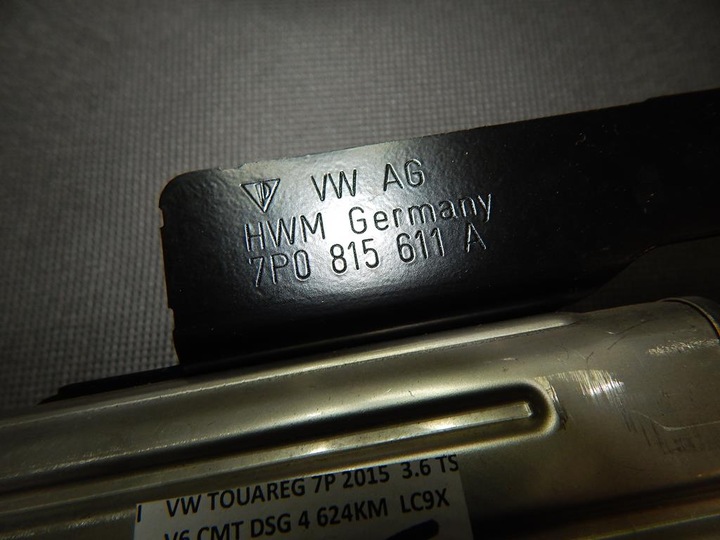 VW AG
HWM Germany
7P0 815 611 A
I VW TOUAREG 7P 2015 3.6 TS
V6 CMT DSG 4 624KM LC9X